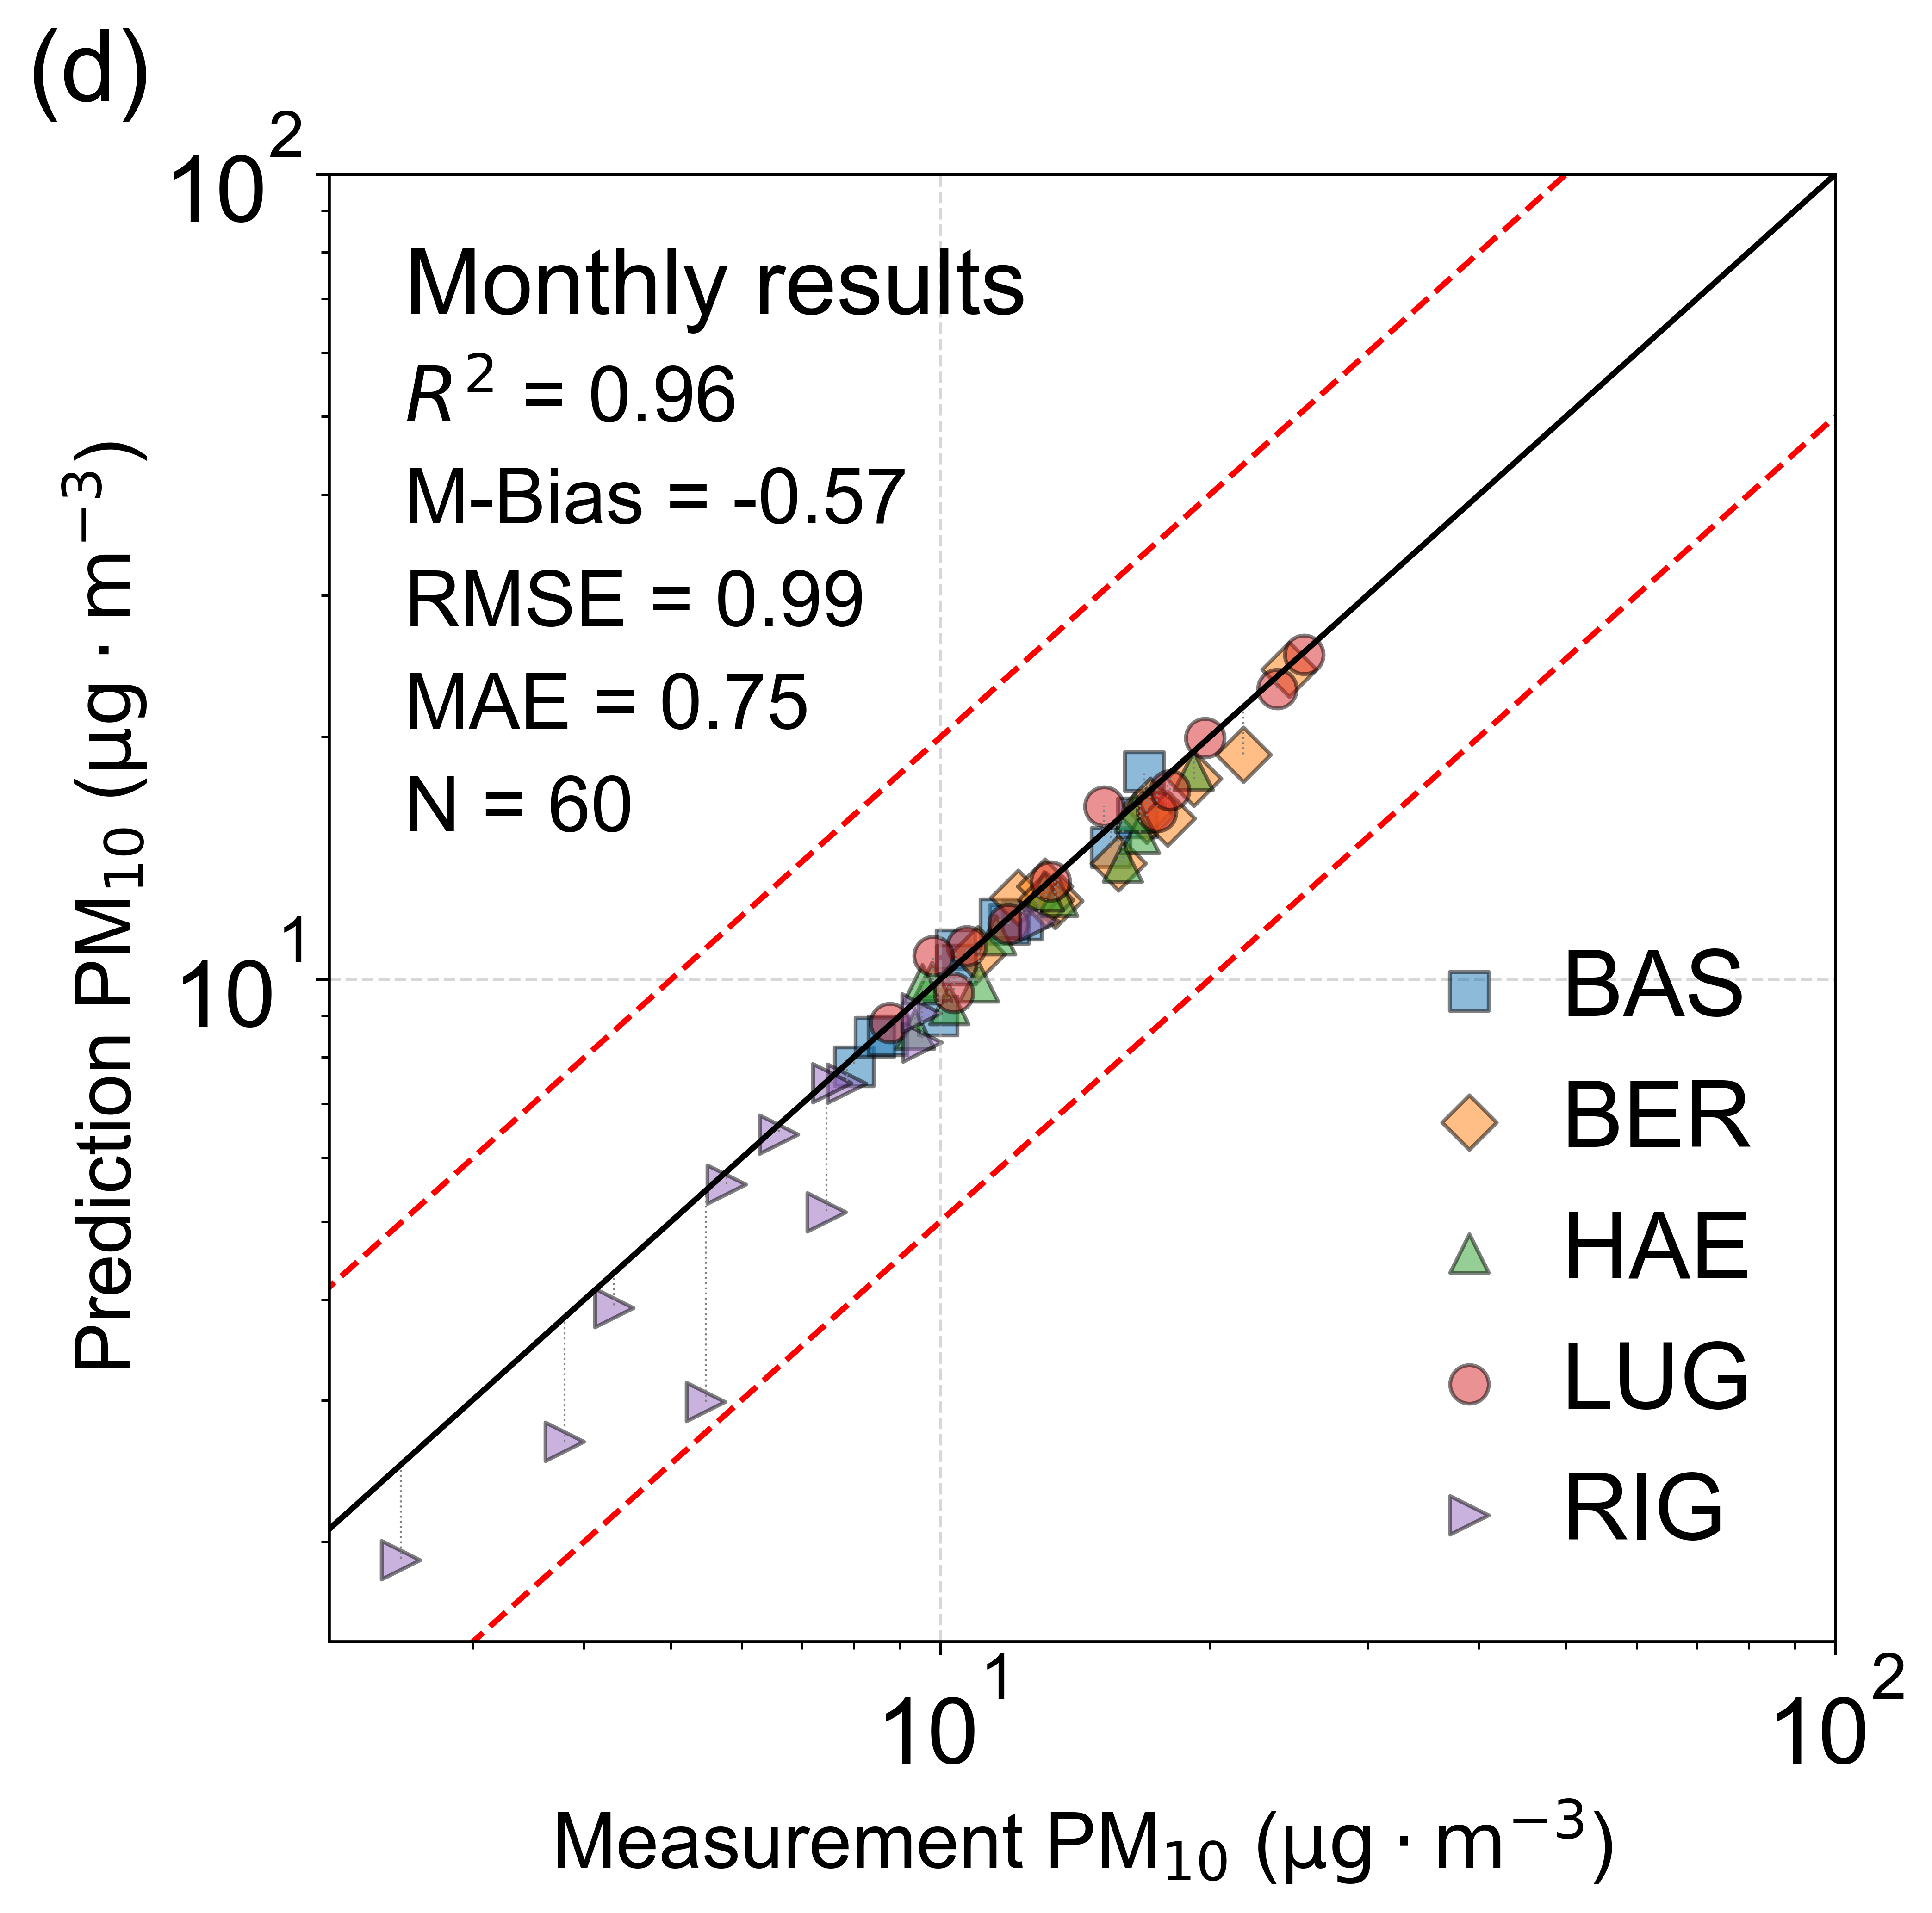 (d)
10²
Monthly results
R² = 0.96
M-Bias = -0.57
RMSE = 0.99
MAE = 0.75
N = 60
Prediction PM₁₀ (µg · m⁻³)
10¹
BAS
BER
HAE
LUG
RIG
10¹
10²
Measurement PM₁₀ (µg · m⁻³)